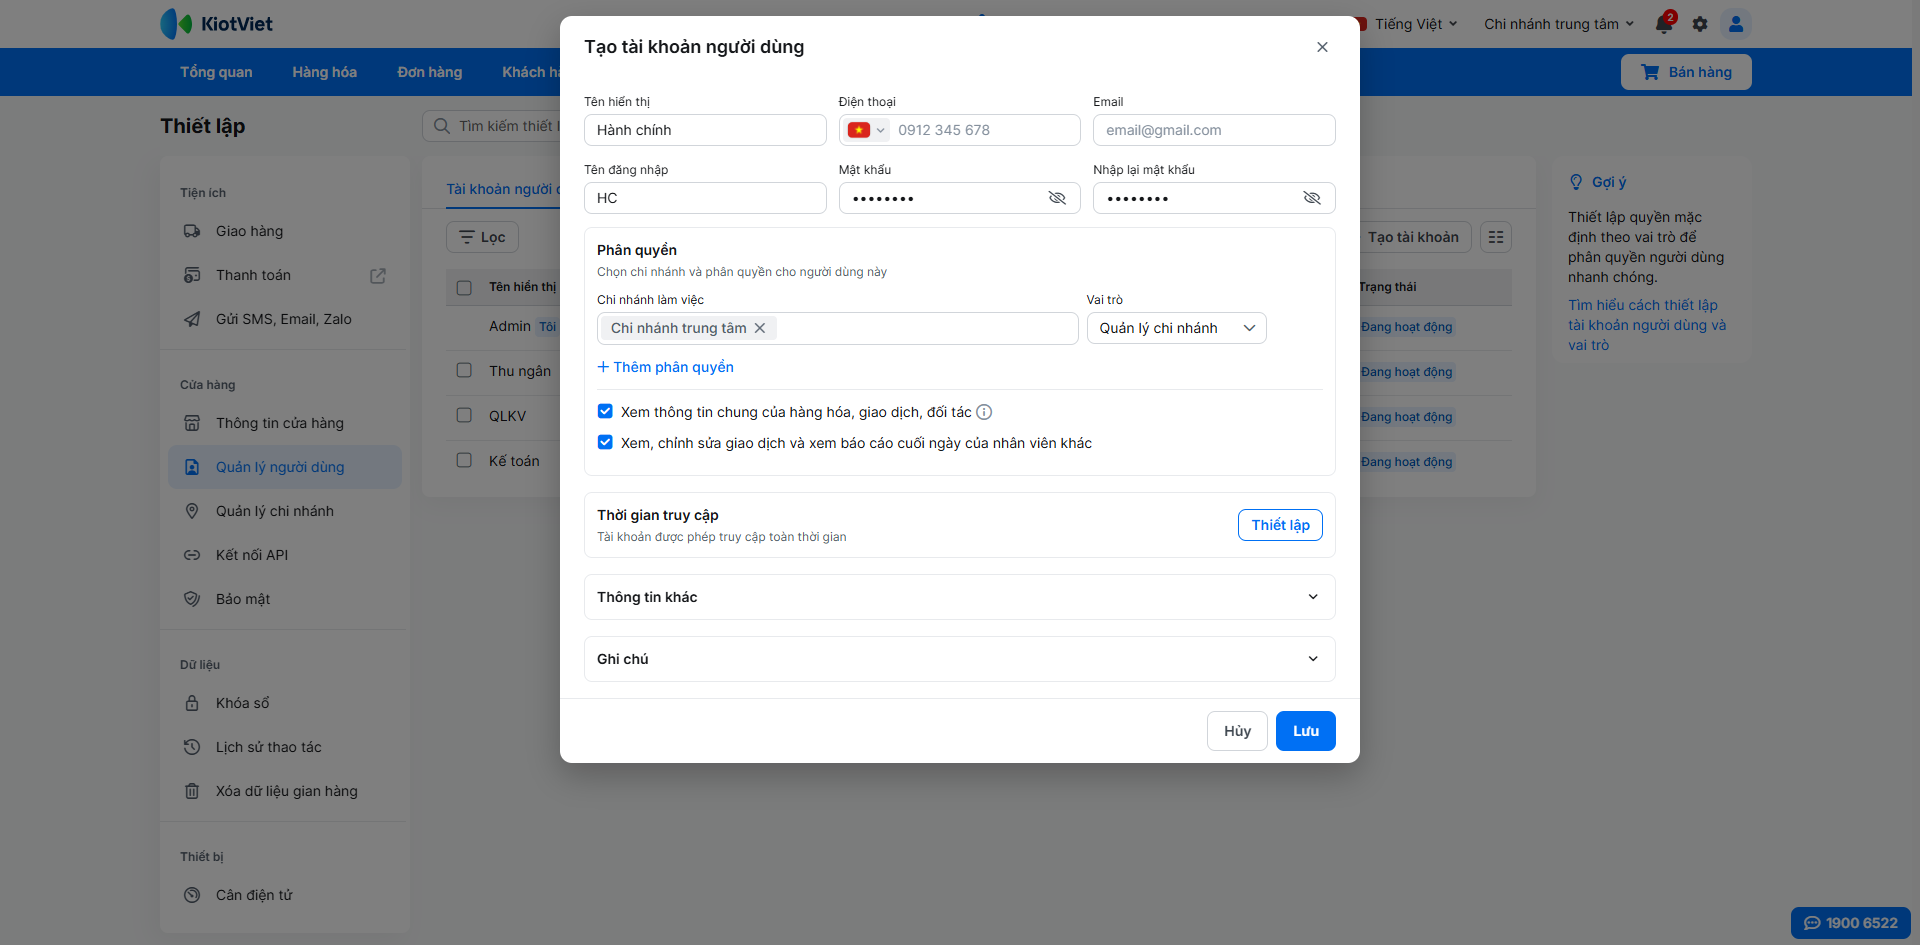 KiotViet
Tiếng Việt
Chi nhánh trung tâm
2
Tổng quan
Hàng hóa
Đơn hàng
Bán hàng
Thiết lập
Tiện ích
Giao hàng
Thanh toán
Gửi SMS, Email, Zalo
Cửa hàng
Thông tin cửa hàng
Quản lý người dùng
Quản lý chi nhánh
Kết nối API
Bảo mật
Dữ liệu
Khóa sổ
Lịch sử thao tác
Xóa dữ liệu gian hàng
Thiết bị
Cân điện tử
Tìm kiếm thiết
Tài khoản người
Lọc
Tạo tài khoản
Tên hiển thị
Trạng thái
Admin Tôi
Đang hoạt động
Thu ngân
Đang hoạt động
QLKV
Đang hoạt động
Kế toán
Đang hoạt động
Tạo tài khoản người dùng
Tên hiển thị
Điện thoại
Email
Hành chính
0912 345 678
email@gmail.com
Tên đăng nhập
Mật khẩu
Nhập lại mật khẩu
HC
••••••••
••••••••
Phân quyền
Chọn chi nhánh và phân quyền cho người dùng này
Chi nhánh làm việc
Vai trò
Chi nhánh trung tâm
Quản lý chi nhánh
Thêm phân quyền
Xem thông tin chung của hàng hóa, giao dịch, đối tác
Xem, chỉnh sửa giao dịch và xem báo cáo cuối ngày của nhân viên khác
Thời gian truy cập
Tài khoản được phép truy cập toàn thời gian
Thiết lập
Thông tin khác
Ghi chú
Hủy
Lưu
Gợi ý
Thiết lập quyền mặc
định theo vai trò để
phân quyền người dùng
nhanh chóng.
Tìm hiểu cách thiết lập
tài khoản người dùng và
vai trò
1900 6522